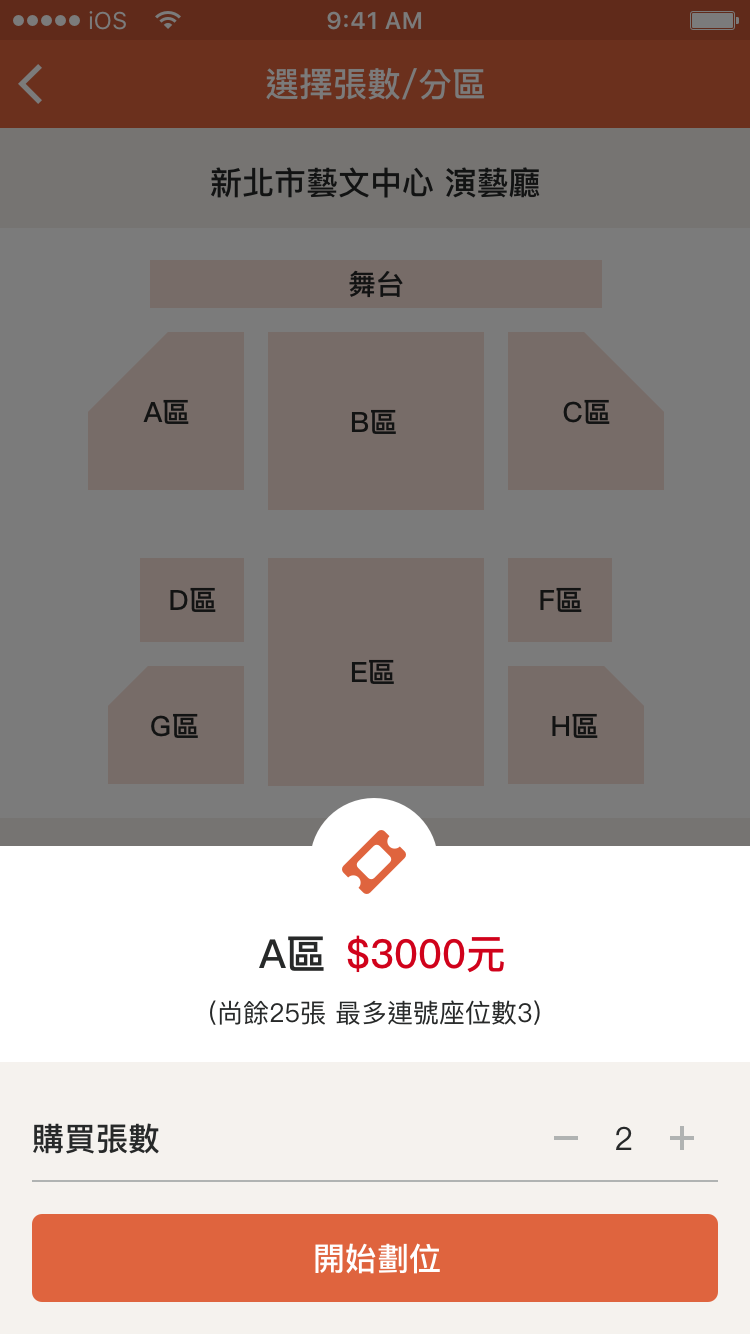 iOS 9:41 AM
選擇張數/分區
新北市藝文中心 演藝廳
舞台
A區 B區 C區
D區 F區
E區
G區 H區
A區 $3000元
(尚餘25張 最多連號座位數3)
購買張數 2
開始劃位